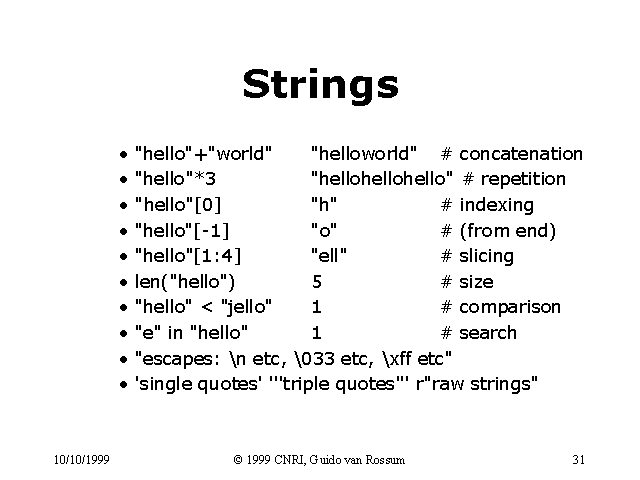 Strings
• "hello"+"world" "helloworld" # concatenation
• "hello"*3 "hellohellohello" # repetition
• "hello"[0] "h" # indexing
• "hello"[-1] "o" # (from end)
• "hello"[1:4] "ell" # slicing
• len("hello") 5 # size
• "hello" < "jello" 1 # comparison
• "e" in "hello" 1 # search
• "escapes: \n etc, \033 etc, \xff etc"
• 'single quotes' '''triple quotes''' r"raw strings"
10/10/1999 © 1999 CNRI, Guido van Rossum 31